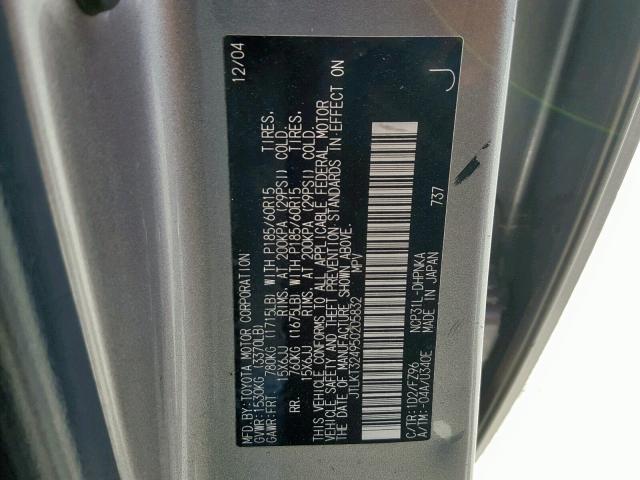 MFD.BY:TOYOTA MOTOR CORPORATION 12/04
GVWR:1530KG (3370LB)
GAWR:FRT. 780KG (1715LB) WITH P185/60R15 TIRES.
15X6JJ RIMS, AT 200KPA (29PSI) COLD.
RR. 760KG (1675LB) WITH P185/60R15 TIRES.
15X6JJ RIMS, AT 200KPA (29PSI) COLD.
THIS VEHICLE CONFORMS TO ALL APPLICABLE FEDERAL MOTOR
VEHICLE SAFETY AND THEFT PREVENTION STANDARDS IN EFFECT ON
THE DATE OF MANUFACTURE SHOWN ABOVE.
JTLKT324950205832 MPV
J
C/TR:1D2/FZ96 NCP31L-DHPNKA 737
A/TM:-04A/U340E MADE IN JAPAN